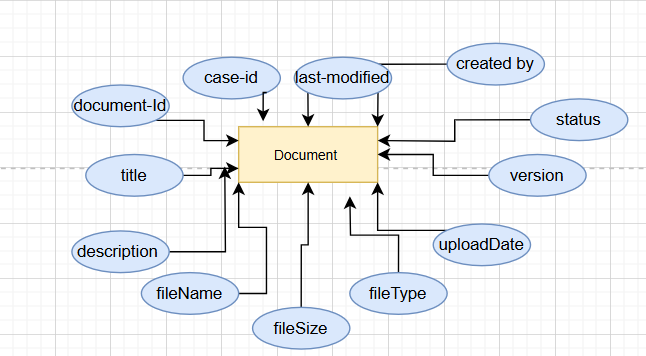 created by
case-id
last-modified
document-Id
status
Document
title
version
description
uploadDate
fileName
fileType
fileSize